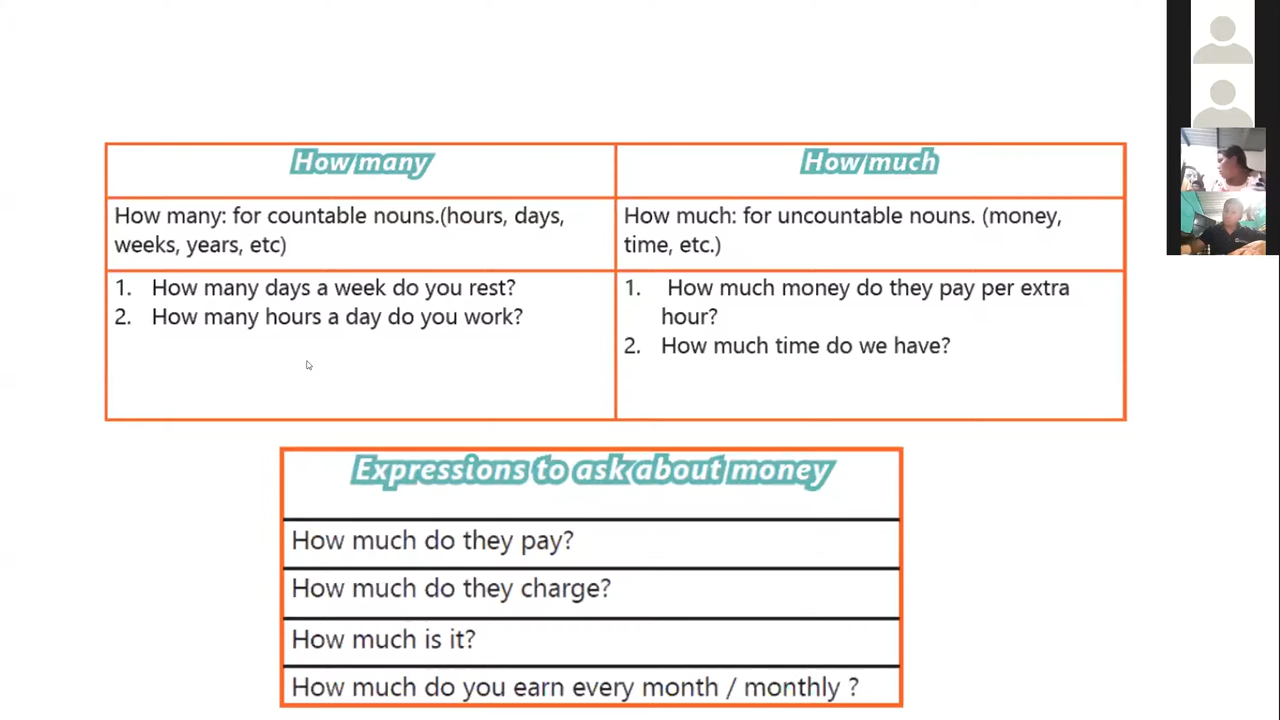 How many
How much
How many: for countable nouns.(hours, days,
weeks, years, etc)
How much: for uncountable nouns. (money,
time, etc.)
1. How many days a week do you rest?
2. How many hours a day do you work?
1. How much money do they pay per extra
hour?
2. How much time do we have?
Expressions to ask about money
How much do they pay?
How much do they charge?
How much is it?
How much do you earn every month / monthly ?